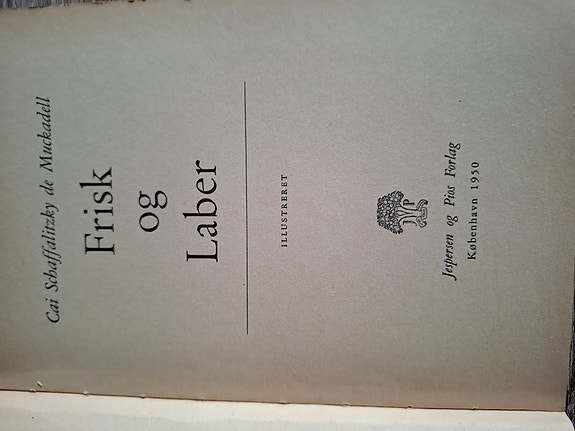 Cai Schaffalitzky de Muckadell
Frisk
og
Laber
ILLUSTRERET
J P
Jespersen og Pios Forlag
København 1950